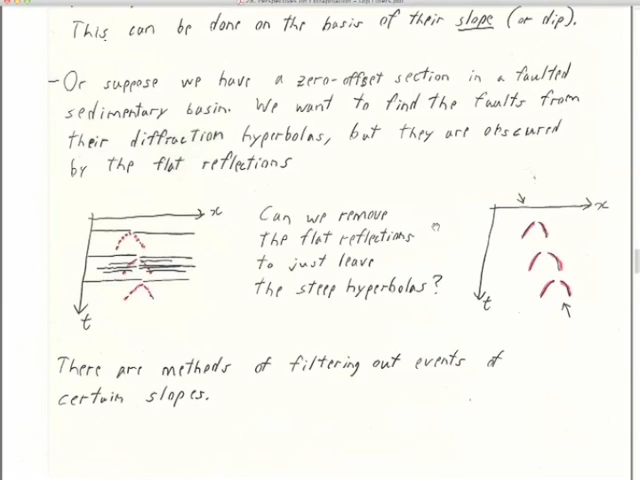 This can be done on the basis of their slope (or dip).
- Or suppose we have a zero-offset section in a faulted
sedimentary basin. We want to find the faults from
their diffraction hyperbolas, but they are obscured
by the flat reflections
x
t
Can we remove
the flat reflections
to just leave
the steep hyperbolas?
x
t
There are methods of filtering out events of
certain slopes.